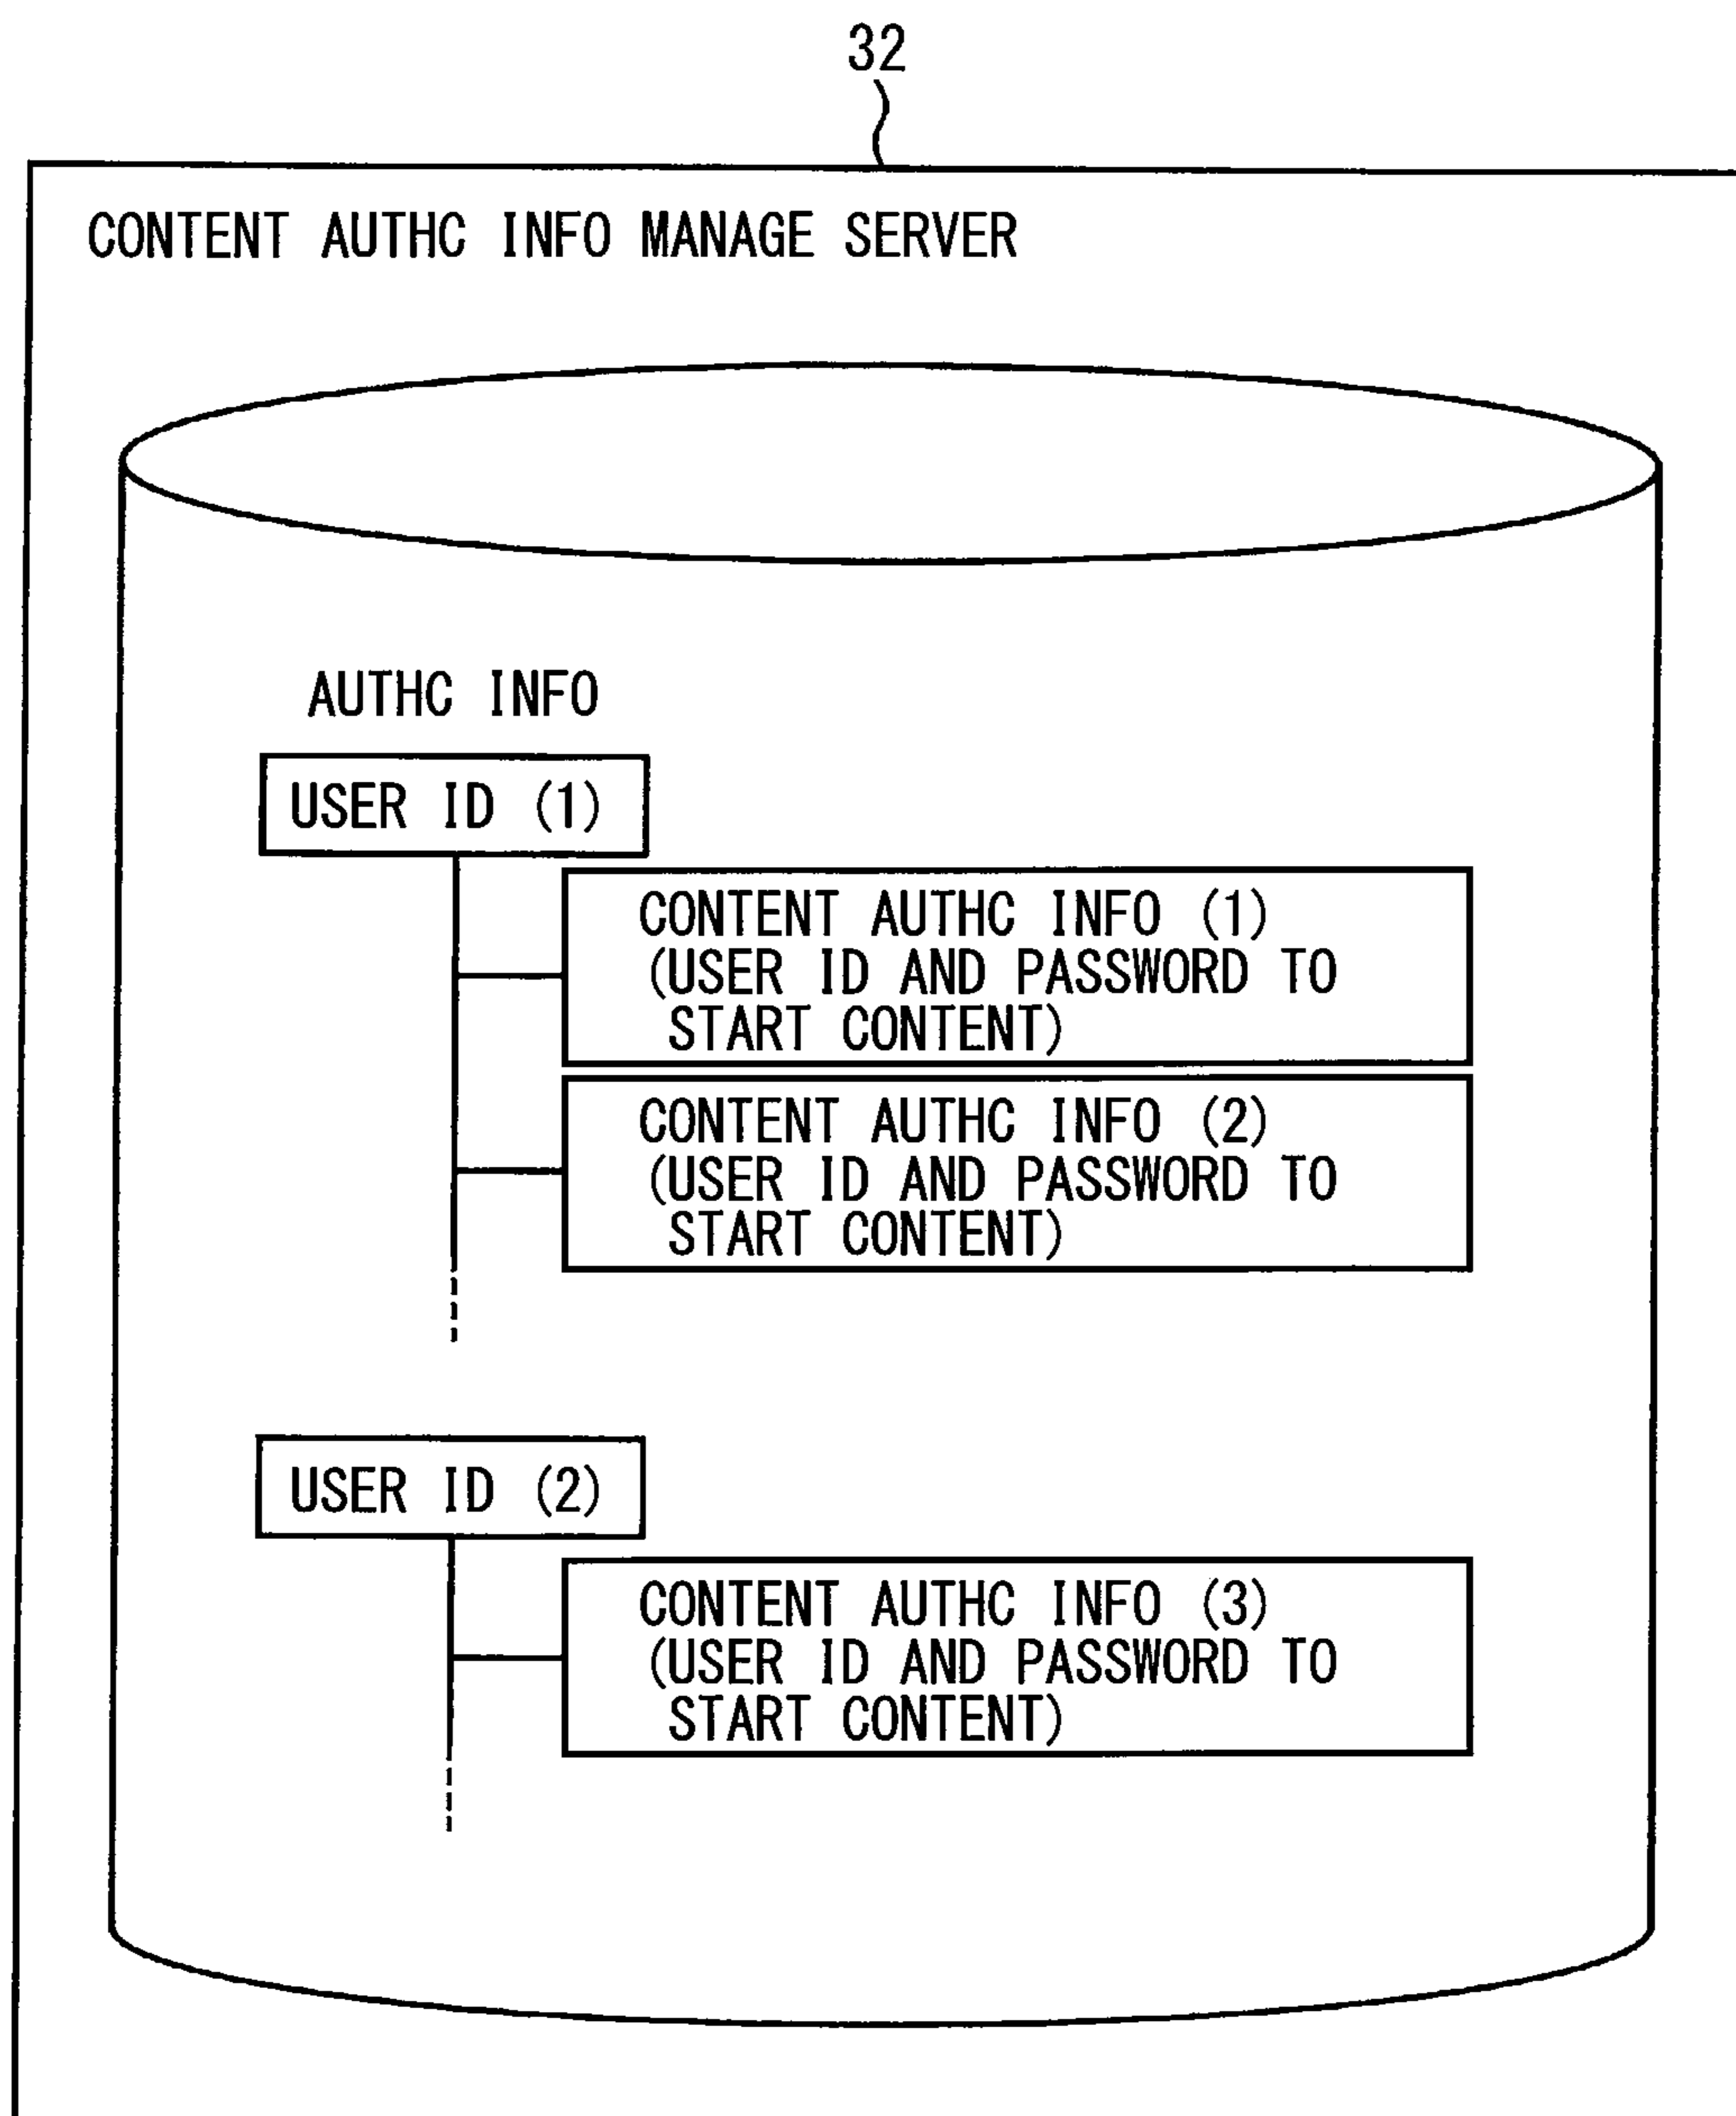 32
CONTENT AUTHC INFO MANAGE SERVER
AUTHC INFO
USER ID (1)
CONTENT AUTHC INFO (1)
(USER ID AND PASSWORD TO
START CONTENT)
CONTENT AUTHC INFO (2)
(USER ID AND PASSWORD TO
START CONTENT)
USER ID (2)
CONTENT AUTHC INFO (3)
(USER ID AND PASSWORD TO
START CONTENT)